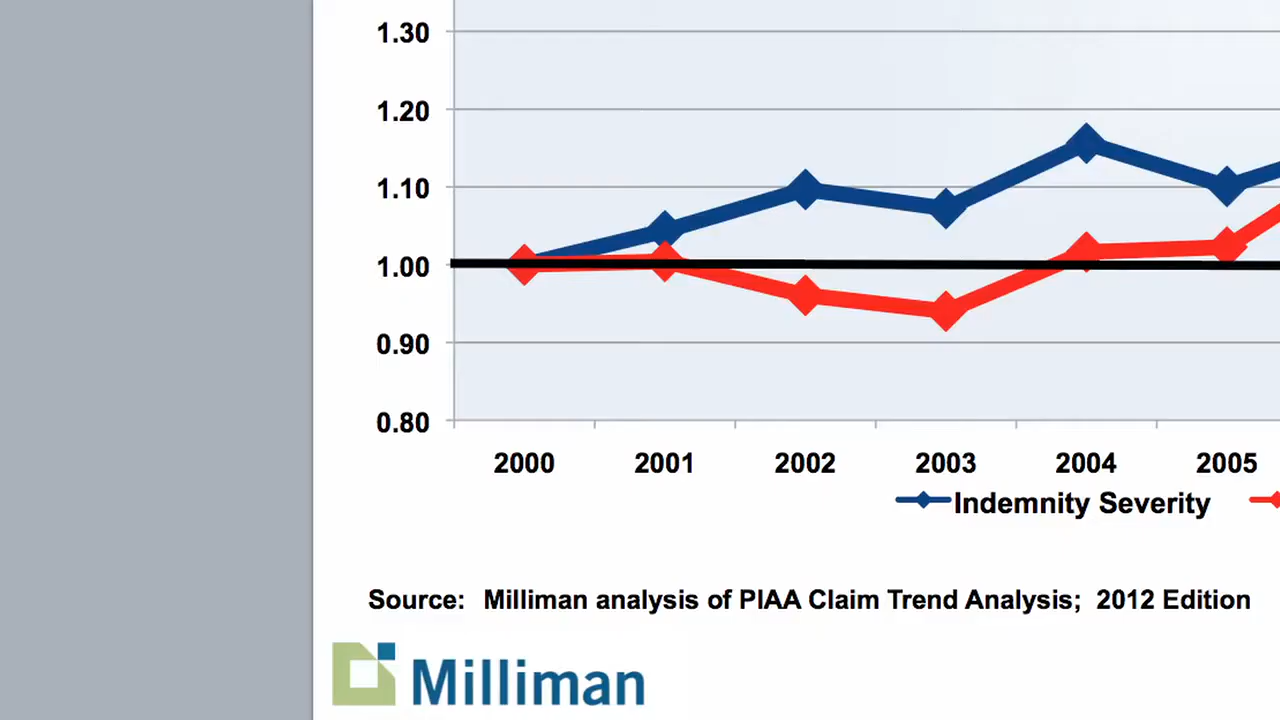 1.30
1.20
1.10
1.00
0.90
0.80
2000 2001 2002 2003 2004 2005
Indemnity Severity
Source: Milliman analysis of PIAA Claim Trend Analysis; 2012 Edition
Milliman